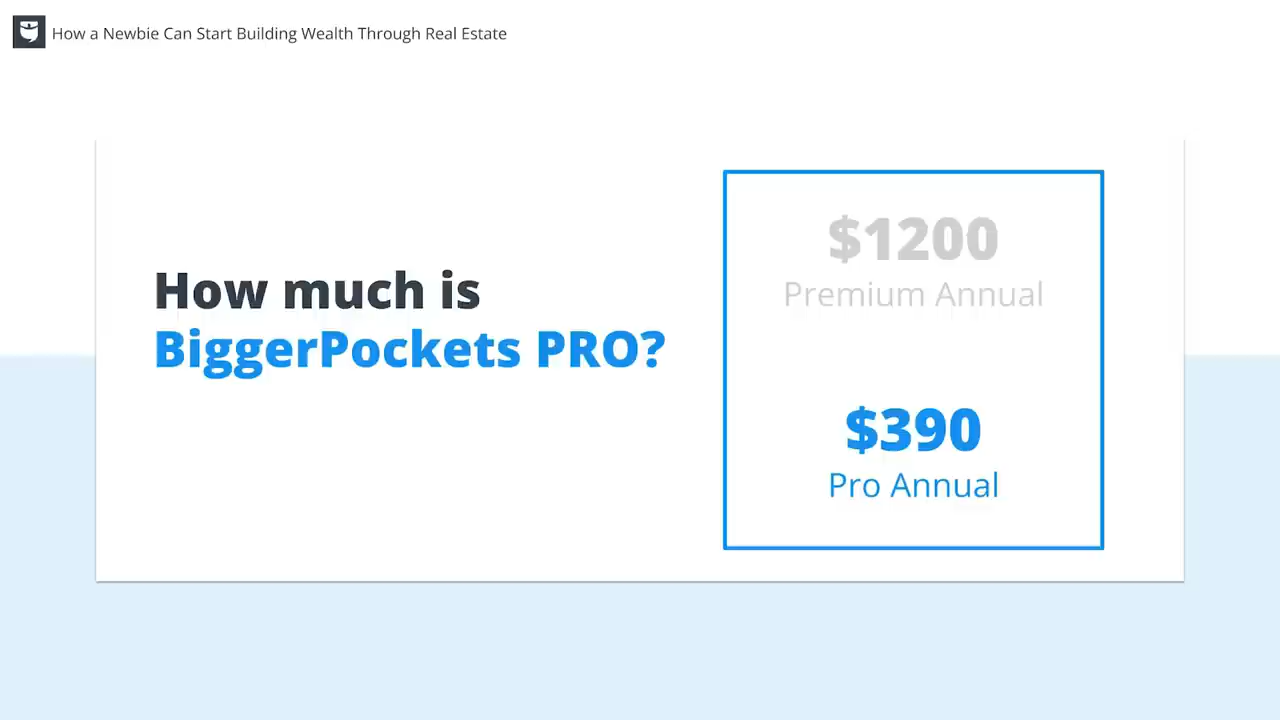 How a Newbie Can Start Building Wealth Through Real Estate
How much is
BiggerPockets PRO?
$1200
Premium Annual
$390
Pro Annual